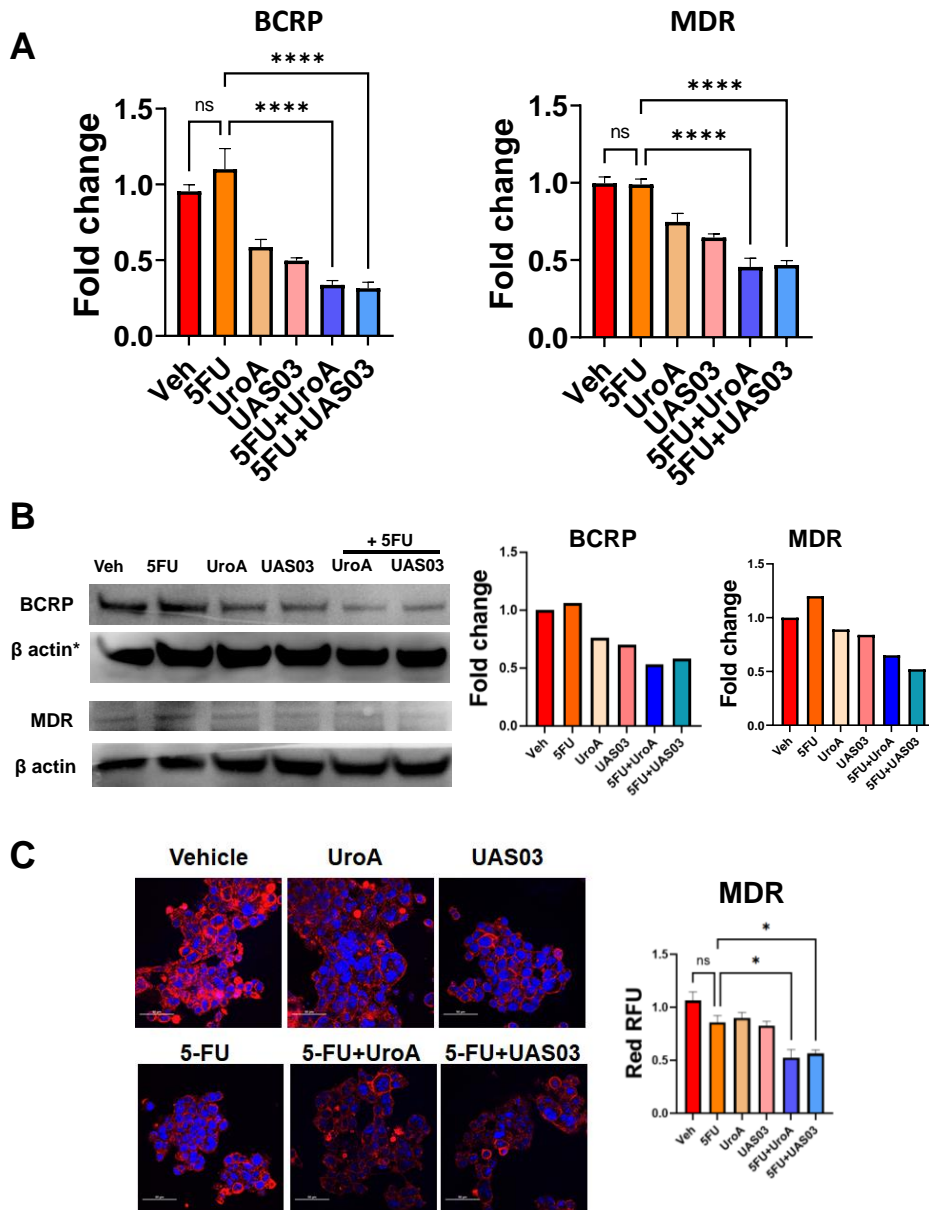 A
BCRP
Fold change
1.5
1.0
0.5
0.0
ns
****
****
Veh
5FU
UroA
UAS03
5FU+UroA
5FU+UAS03
MDR
Fold change
1.5
1.0
0.5
0.0
ns
****
****
Veh
5FU
UroA
UAS03
5FU+UroA
5FU+UAS03
B
+ 5FU
Veh 5FU UroA UAS03 UroA UAS03
BCRP
β actin*
MDR
β actin
BCRP
Fold change
1.5
1.0
0.5
0.0
Veh
5FU
UroA
UAS03
5FU+UroA
5FU+UAS03
MDR
Fold change
1.5
1.0
0.5
0.0
Veh
5FU
UroA
UAS03
5FU+UroA
5FU+UAS03
C
Vehicle UroA UAS03
5-FU 5-FU+UroA 5-FU+UAS03
MDR
Red RFU
1.5
1.0
0.5
0.0
ns
*
*
Veh
5FU
UroA
UAS03
5FU+UroA
5FU+UAS03